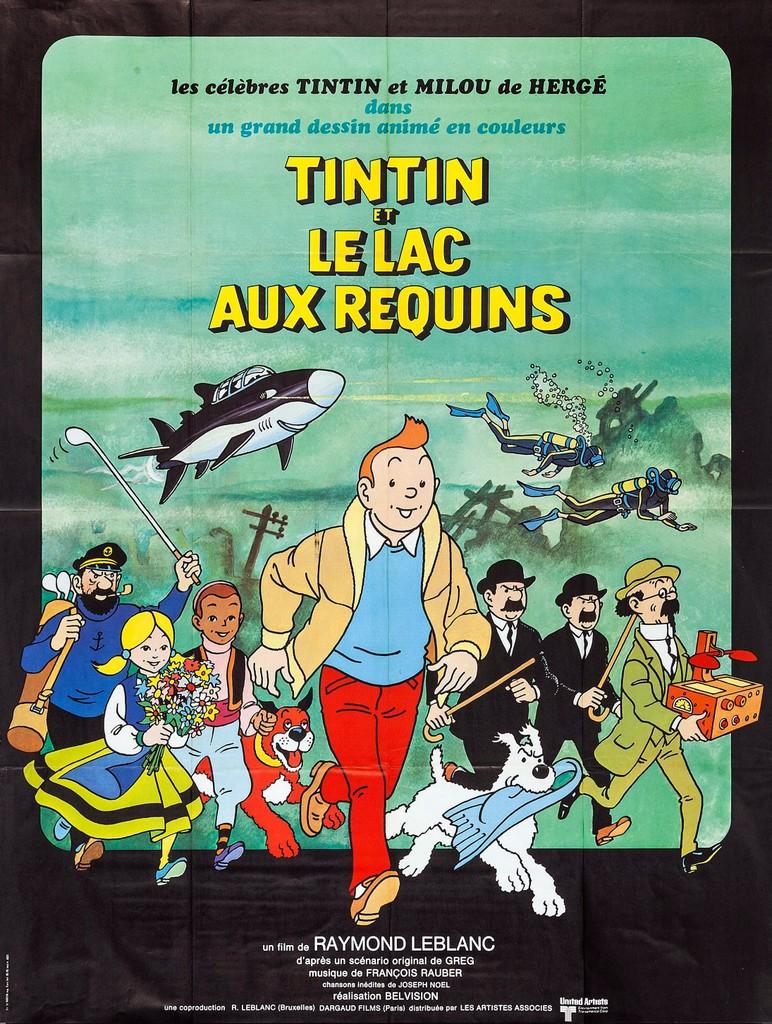 les célèbres TINTIN et MILOU de HERGÉ
dans
un grand dessin animé en couleurs
TINTIN
ET
LE LAC
AUX REQUINS
un film de RAYMOND LEBLANC
d'après un scénario original de GREG
musique de FRANÇOIS RAUBER
chansons inédites de JOSEPH NOEL
réalisation BELVISION
une coproduction R. LEBLANC (Bruxelles) DARGAUD FILMS (Paris) distribuée par LES ARTISTES ASSOCIES
United Artists